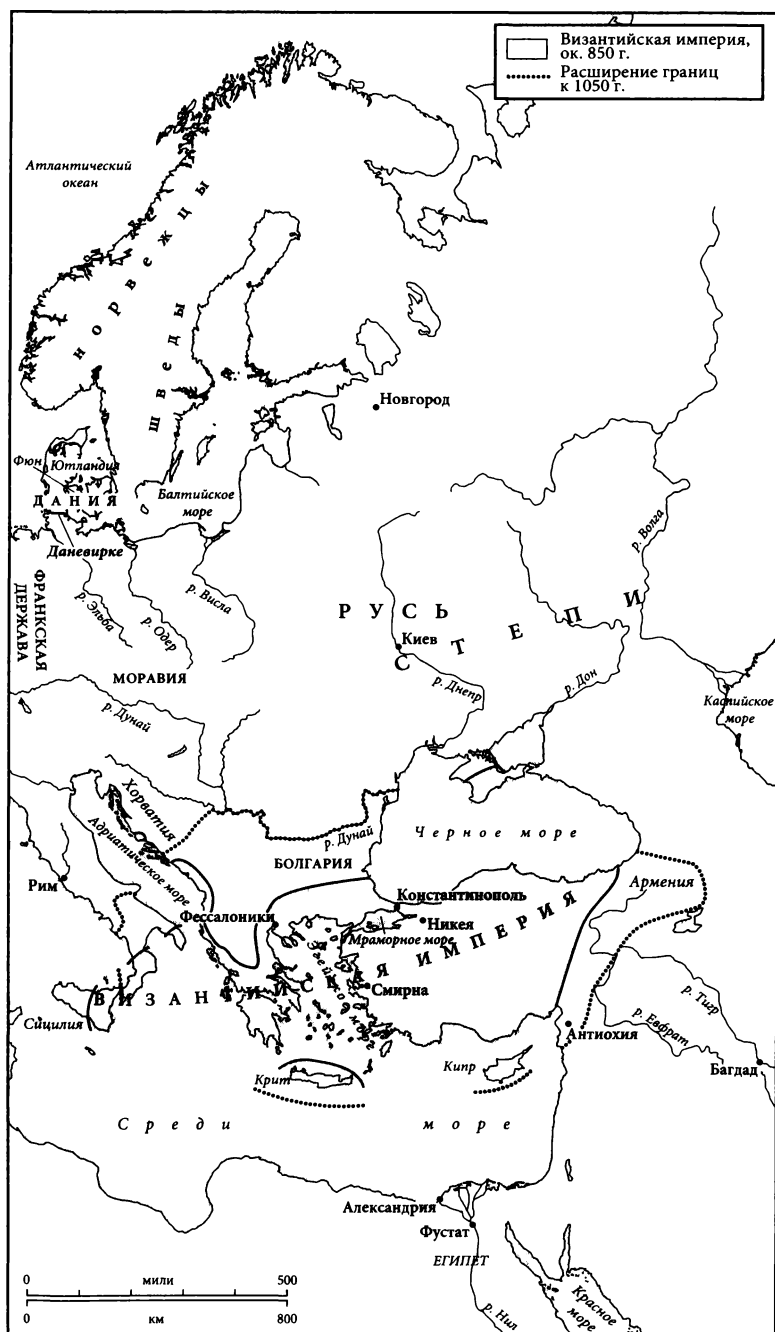 Византийская империя,
ок. 850 г.
Расширение границ
к 1050 г.
Атлантический
океан
норвежцы
шведы
Новгород
Фюн
Ютландия
ДАНИЯ
Балтийское
море
Даневирке
р. Волга
ФРАНКСКАЯ
ДЕРЖАВА
р. Эльба
р. Одер
р. Висла
РУСЬ
Киев
СТЕПИ
МОРАВИЯ
р. Днепр
р. Дон
Каспийское
море
р. Дунай
Хорватия
Адриатическое море
р. Дунай
Черное море
БОЛГАРИЯ
Рим
Армения
Константинополь
Фессалоники
Никея
Мраморное море
Эгейское море
ВИЗАНТИЙСКАЯ ИМПЕРИЯ
Смирна
Сицилия
р. Тигр
р. Евфрат
Антиохия
Багдад
Крит
Кипр
Среди море
Александрия
Фустат
ЕГИПЕТ
0 мили 500
0 км 800
р. Нил
Красное
море